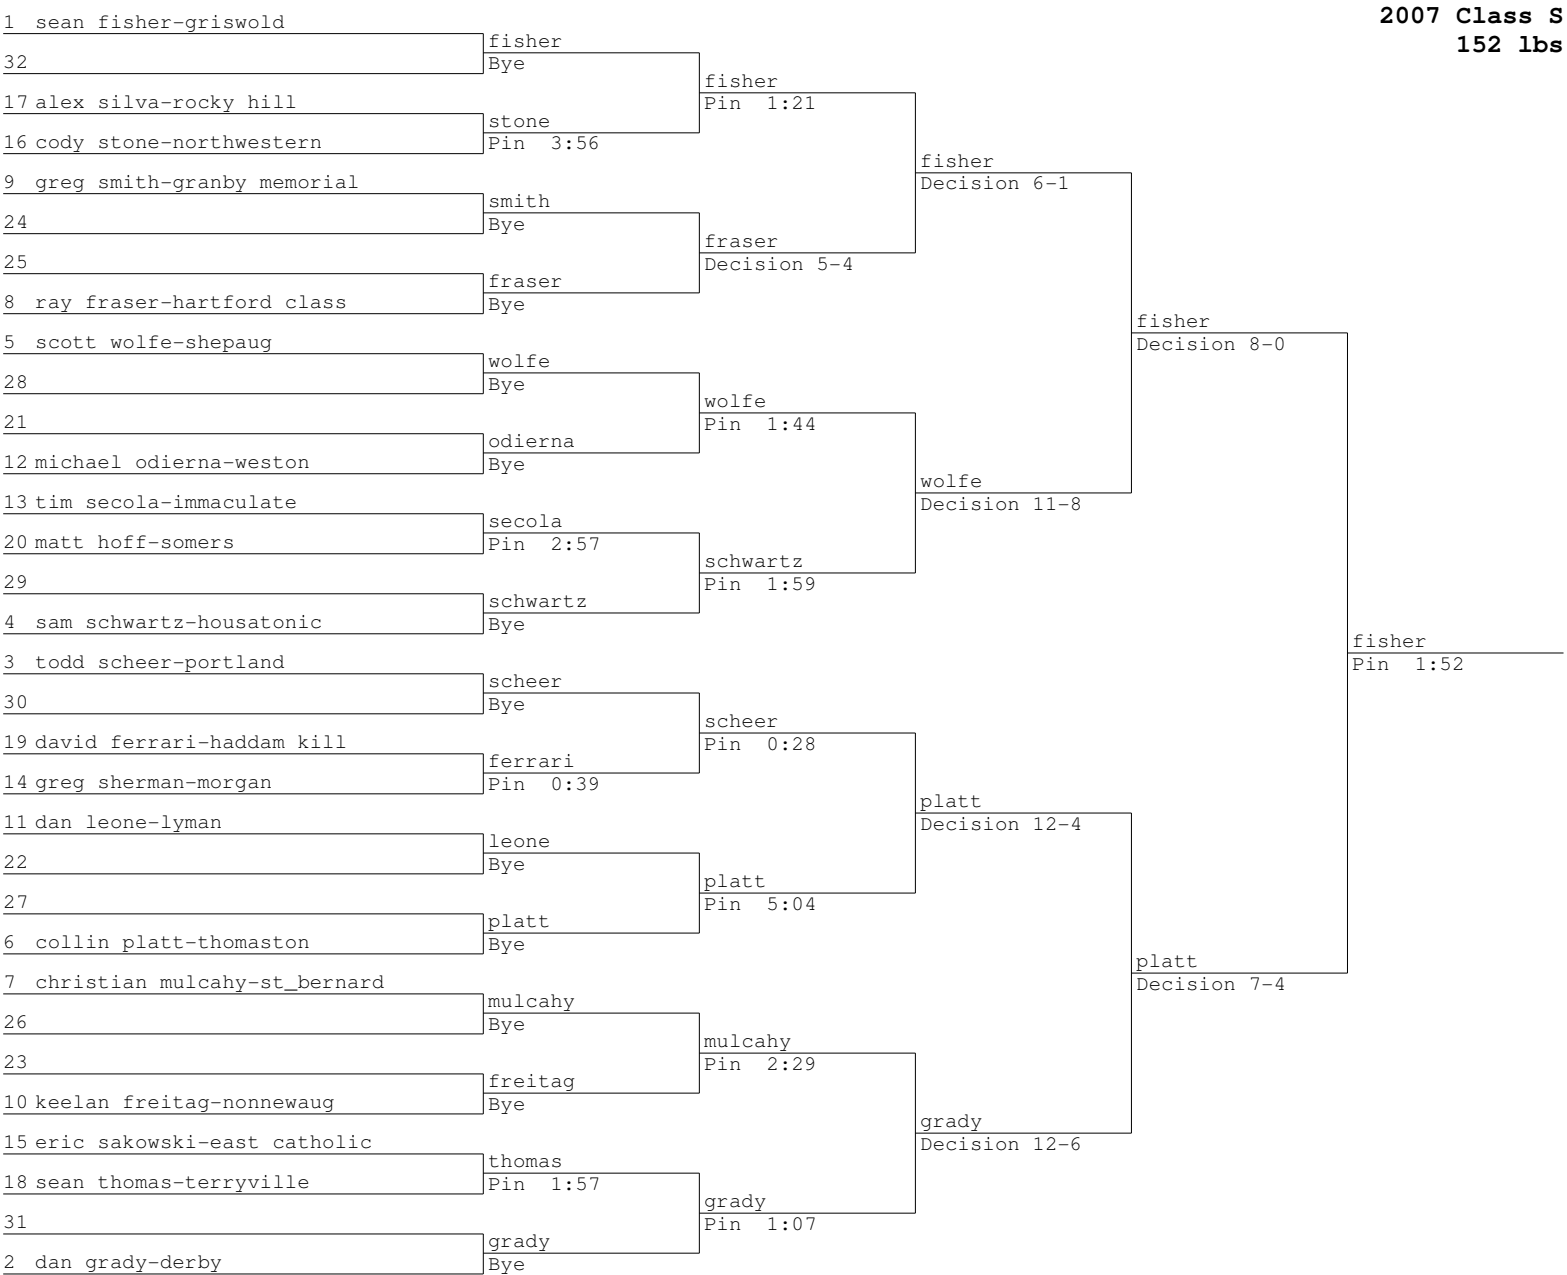 2007 Class S
152 lbs
1 sean fisher-griswold
32
17 alex silva-rocky hill
16 cody stone-northwestern
9 greg smith-granby memorial
24
25
8 ray fraser-hartford class
5 scott wolfe-shepaug
28
21
12 michael odierna-weston
13 tim secola-immaculate
20 matt hoff-somers
29
4 sam schwartz-housatonic
3 todd scheer-portland
30
19 david ferrari-haddam kill
14 greg sherman-morgan
11 dan leone-lyman
22
27
6 collin platt-thomaston
7 christian mulcahy-st_bernard
26
23
10 keelan freitag-nonnewaug
15 eric sakowski-east catholic
18 sean thomas-terryville
31
2 dan grady-derby
fisher
Bye
stone
Pin 3:56
smith
Bye
fraser
Bye
wolfe
Bye
odierna
Bye
secola
Pin 2:57
schwartz
Bye
scheer
Bye
ferrari
Pin 0:39
leone
Bye
platt
Bye
mulcahy
Bye
freitag
Bye
thomas
Pin 1:57
grady
Bye
fisher
Pin 1:21
fraser
Decision 5-4
wolfe
Pin 1:44
schwartz
Pin 1:59
scheer
Pin 0:28
platt
Pin 5:04
mulcahy
Pin 2:29
grady
Pin 1:07
fisher
Decision 6-1
wolfe
Decision 11-8
platt
Decision 12-4
grady
Decision 12-6
fisher
Decision 8-0
platt
Decision 7-4
fisher
Pin 1:52